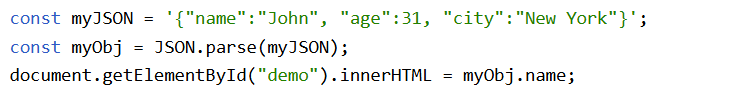 const myJSON = '{"name":"John", "age":31, "city":"New York"}';
const myObj = JSON.parse(myJSON);
document.getElementById("demo").innerHTML = myObj.name;